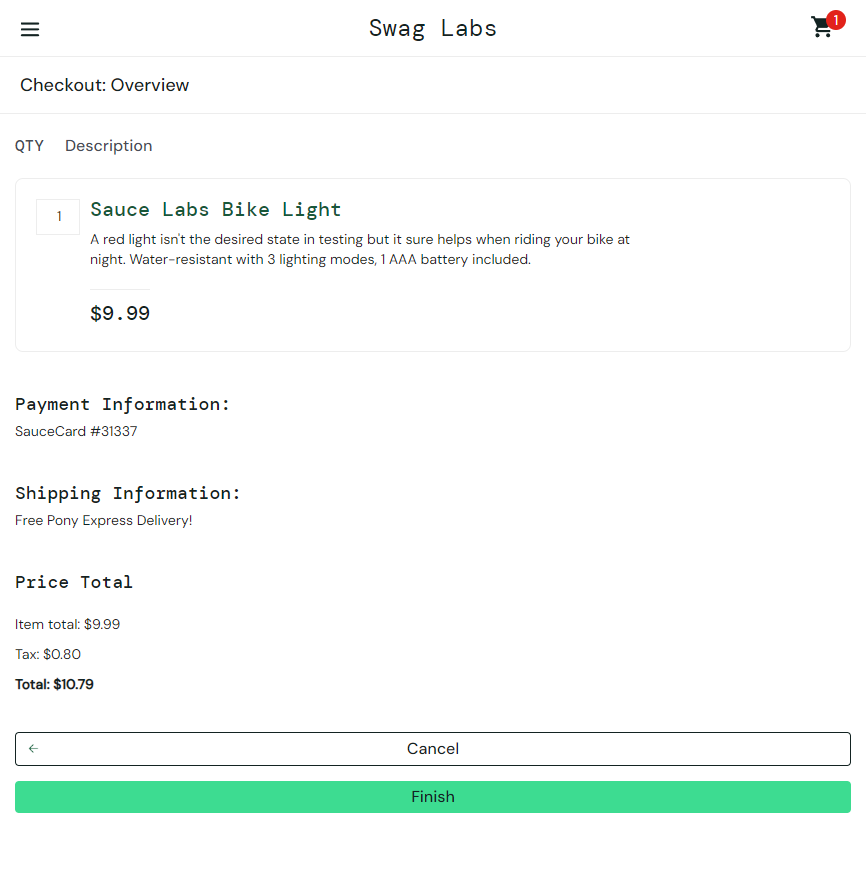 Swag Labs
1
Checkout: Overview
QTY Description
1
Sauce Labs Bike Light
A red light isn't the desired state in testing but it sure helps when riding your bike at
night. Water-resistant with 3 lighting modes, 1 AAA battery included.
$9.99
Payment Information:
SauceCard #31337
Shipping Information:
Free Pony Express Delivery!
Price Total
Item total: $9.99
Tax: $0.80
Total: $10.79
Cancel
Finish